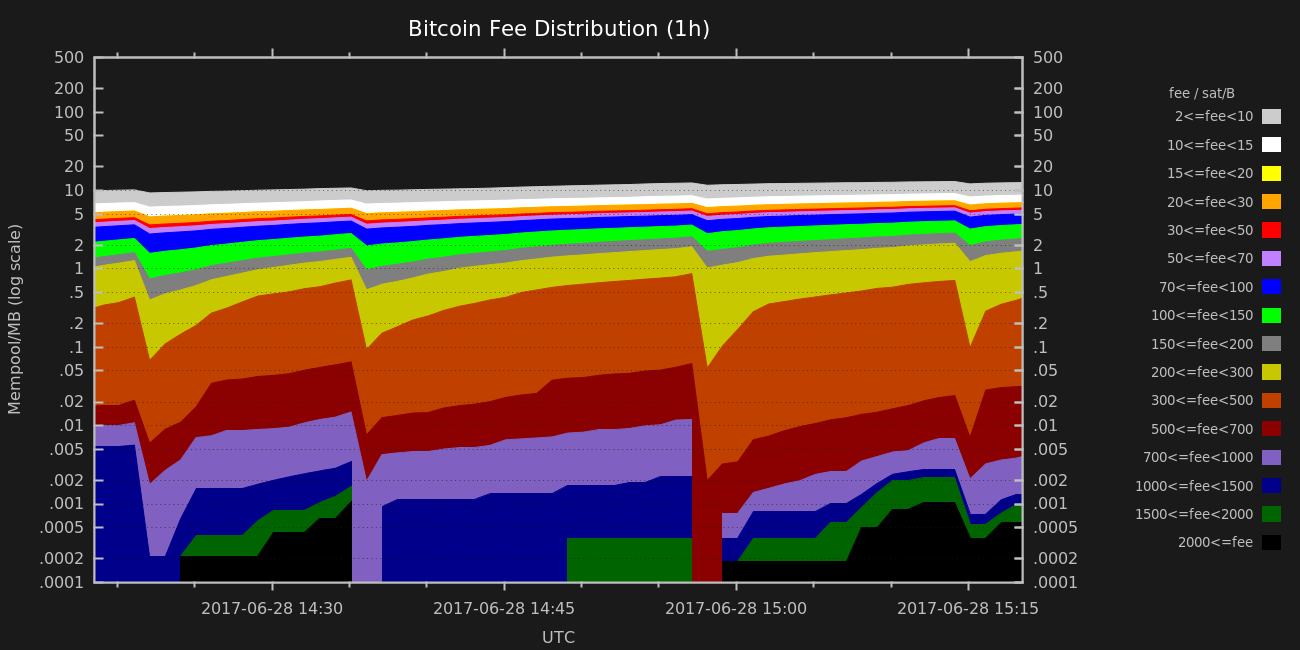 Bitcoin Fee Distribution (1h)
500 500
200 200
100 100
50 50
20 20
10 10
5 5
2 2
1 1
.5 .5
.2 .2
.1 .1
.05 .05
.02 .02
.01 .01
.005 .005
.002 .002
.001 .001
.0005 .0005
.0002 .0002
.0001 .0001
Mempool/MB (log scale)
2017-06-28 14:30 2017-06-28 14:45 2017-06-28 15:00 2017-06-28 15:15
UTC
fee / sat/B
2<=fee<10
10<=fee<15
15<=fee<20
20<=fee<30
30<=fee<50
50<=fee<70
70<=fee<100
100<=fee<150
150<=fee<200
200<=fee<300
300<=fee<500
500<=fee<700
700<=fee<1000
1000<=fee<1500
1500<=fee<2000
2000<=fee